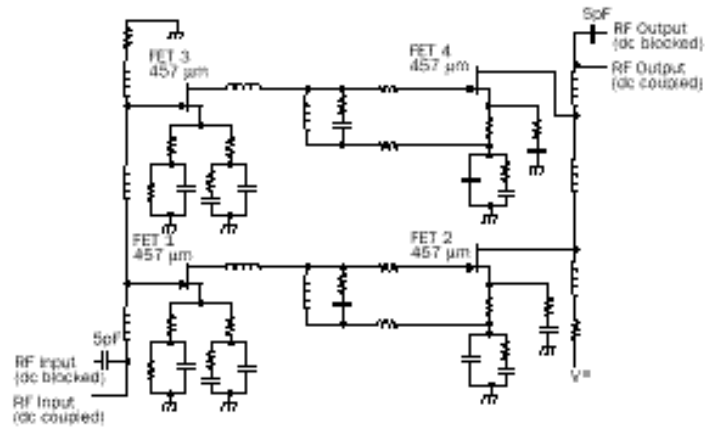 5pF
RF Output
(dc blocked)
RF Output
(dc coupled)
FET 3
457 µm
FET 4
457 µm
FET 1
457 µm
FET 2
457 µm
5pF
RF Input
(dc blocked)
RF Input
(dc coupled)